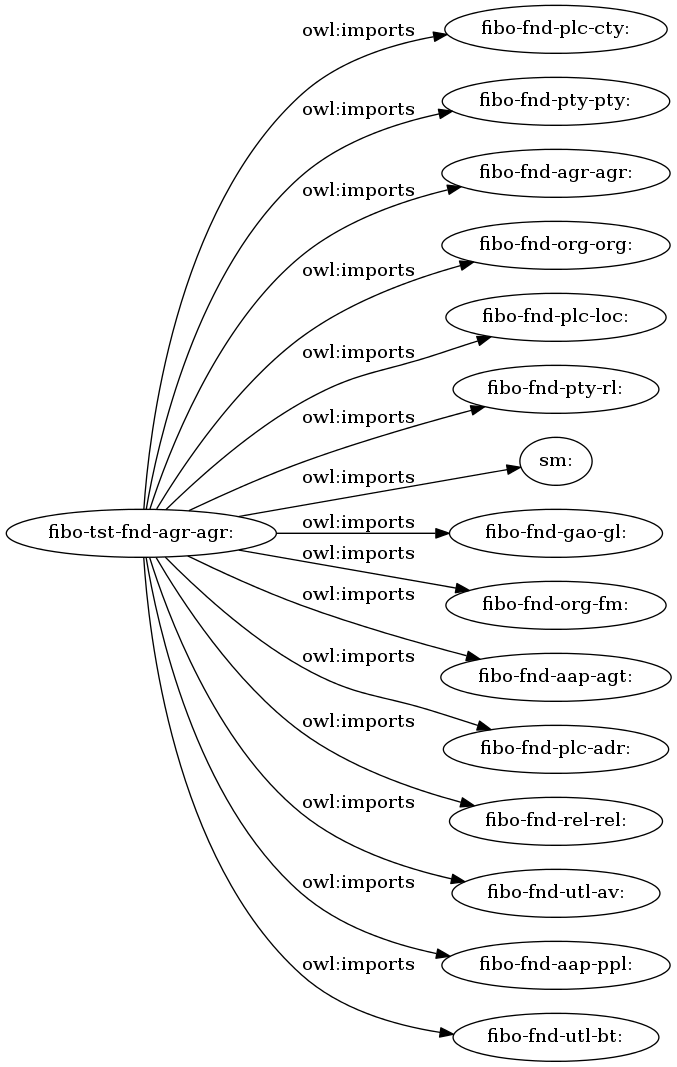 owl:imports
fibo-fnd-plc-cty:
owl:imports
fibo-fnd-pty-pty:
owl:imports
fibo-fnd-agr-agr:
owl:imports
fibo-fnd-org-org:
owl:imports
fibo-fnd-plc-loc:
owl:imports
fibo-fnd-pty-rl:
owl:imports
sm:
fibo-tst-fnd-agr-agr:
owl:imports
fibo-fnd-gao-gl:
owl:imports
fibo-fnd-org-fm:
owl:imports
fibo-fnd-aap-agt:
owl:imports
fibo-fnd-plc-adr:
owl:imports
fibo-fnd-rel-rel:
owl:imports
fibo-fnd-utl-av:
owl:imports
fibo-fnd-aap-ppl:
owl:imports
fibo-fnd-utl-bt: